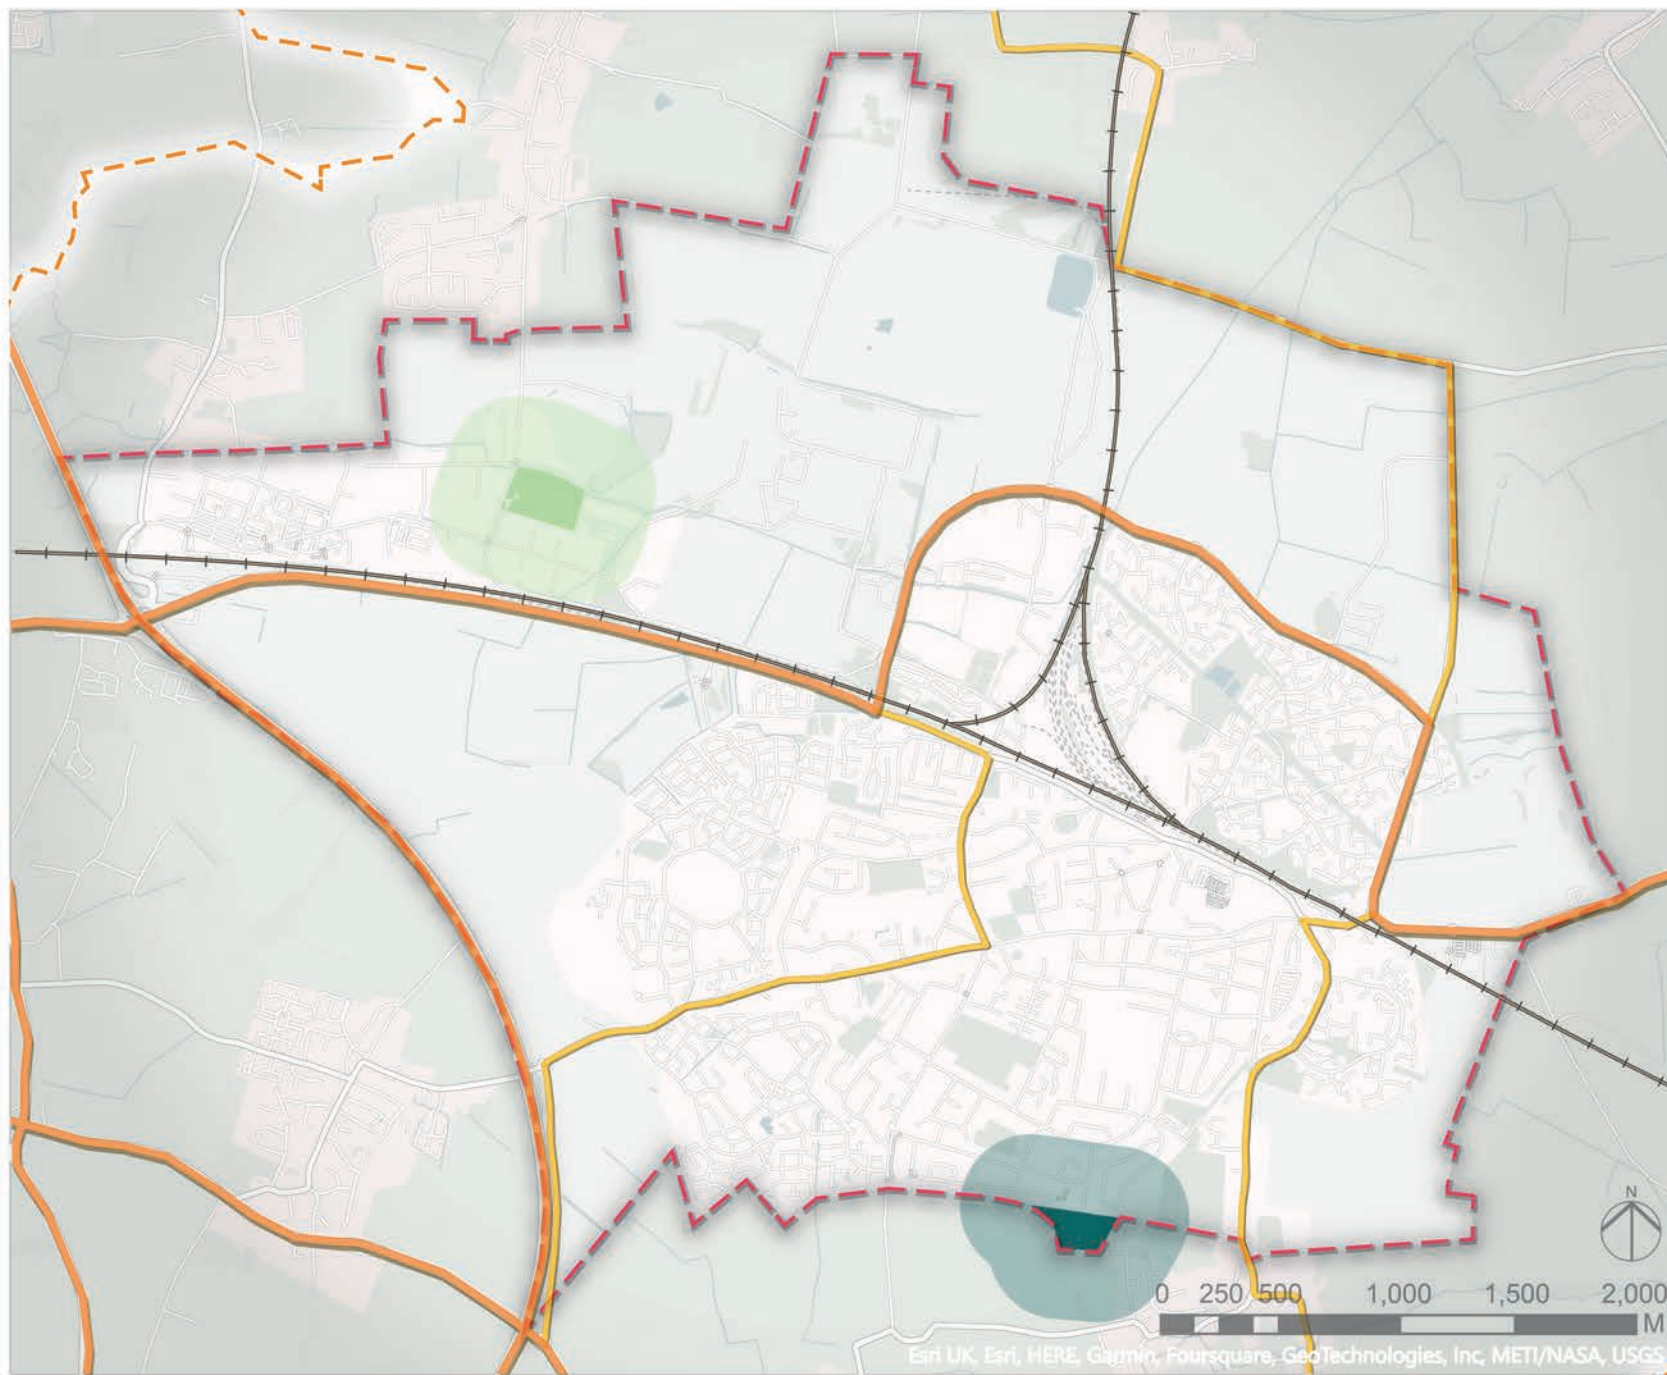 N
0 250 500 1,000 1,500 2,000
M
Esri UK, Esri, HERE, Garmin, Foursquare, GeoTechnologies, Inc, METI/NASA, USGS